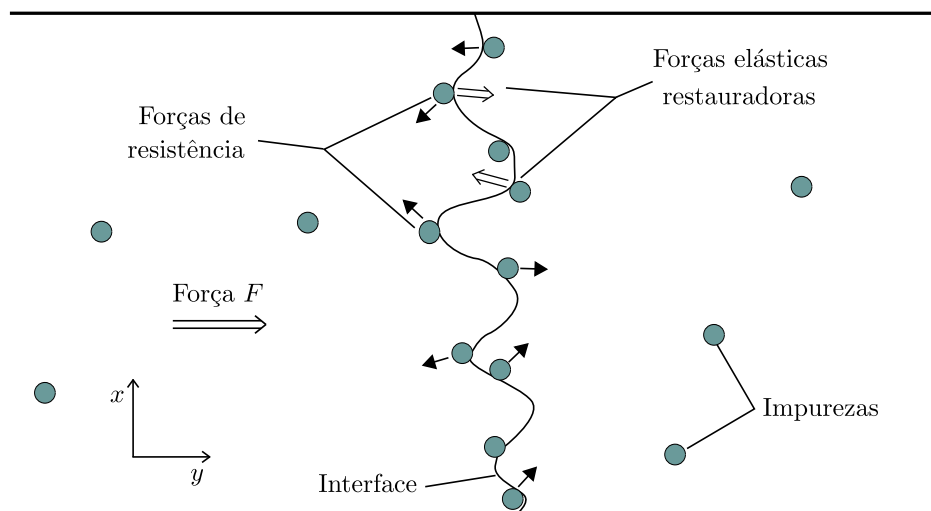 Forças elásticas
restauradoras
Forças de
resistência
Força F
x
y
Impurezas
Interface